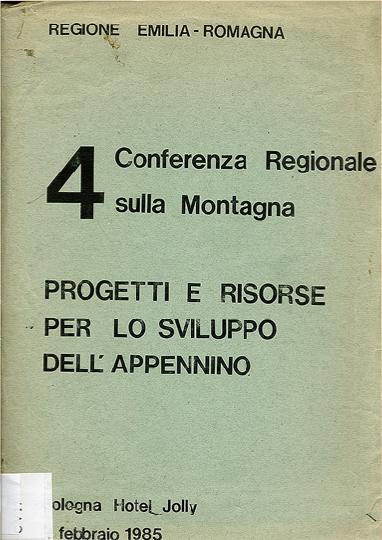 REGIONE EMILIA-ROMAGNA
4 Conferenza Regionale
sulla Montagna
PROGETTI E RISORSE
PER LO SVILUPPO
DELL'APPENNINO
ologna Hotel Jolly
febbraio 1985